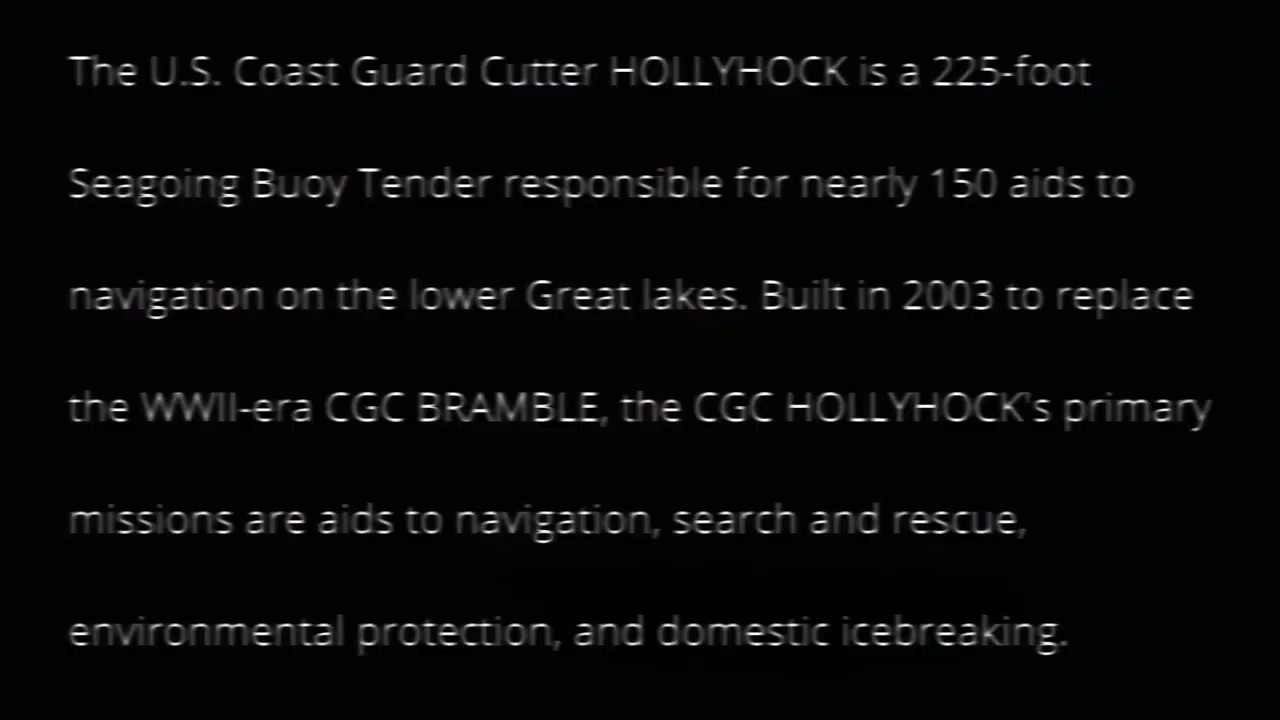 The U.S. Coast Guard Cutter HOLLYHOCK is a 225-foot
Seagoing Buoy Tender responsible for nearly 150 aids to
navigation on the lower Great lakes. Built in 2003 to replace
the WWII-era CGC BRAMBLE, the CGC HOLLYHOCK's primary
missions are aids to navigation, search and rescue,
environmental protection, and domestic icebreaking.